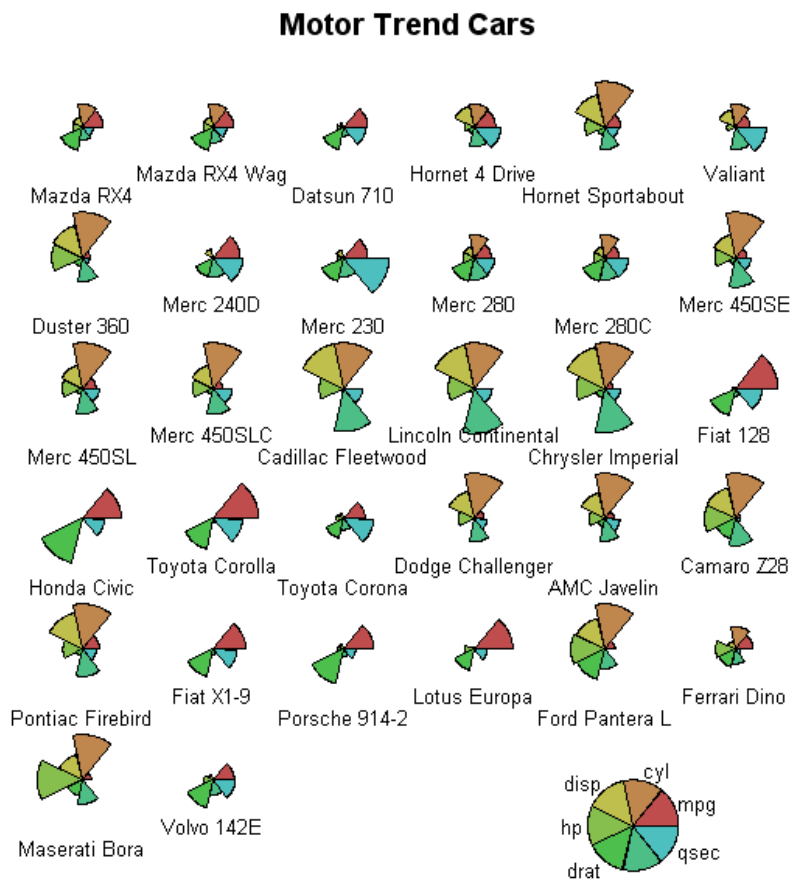 Motor Trend Cars
Mazda RX4
Mazda RX4 Wag
Datsun 710
Hornet 4 Drive
Hornet Sportabout
Valiant
Duster 360
Merc 240D
Merc 230
Merc 280
Merc 280C
Merc 450SE
Merc 450SL
Merc 450SLC
Cadillac Fleetwood
Lincoln Continental
Chrysler Imperial
Fiat 128
Honda Civic
Toyota Corolla
Toyota Corona
Dodge Challenger
AMC Javelin
Camaro Z28
Pontiac Firebird
Fiat X1-9
Porsche 914-2
Lotus Europa
Ford Pantera L
Ferrari Dino
Maserati Bora
Volvo 142E
cyl
disp
mpg
hp
qsec
drat